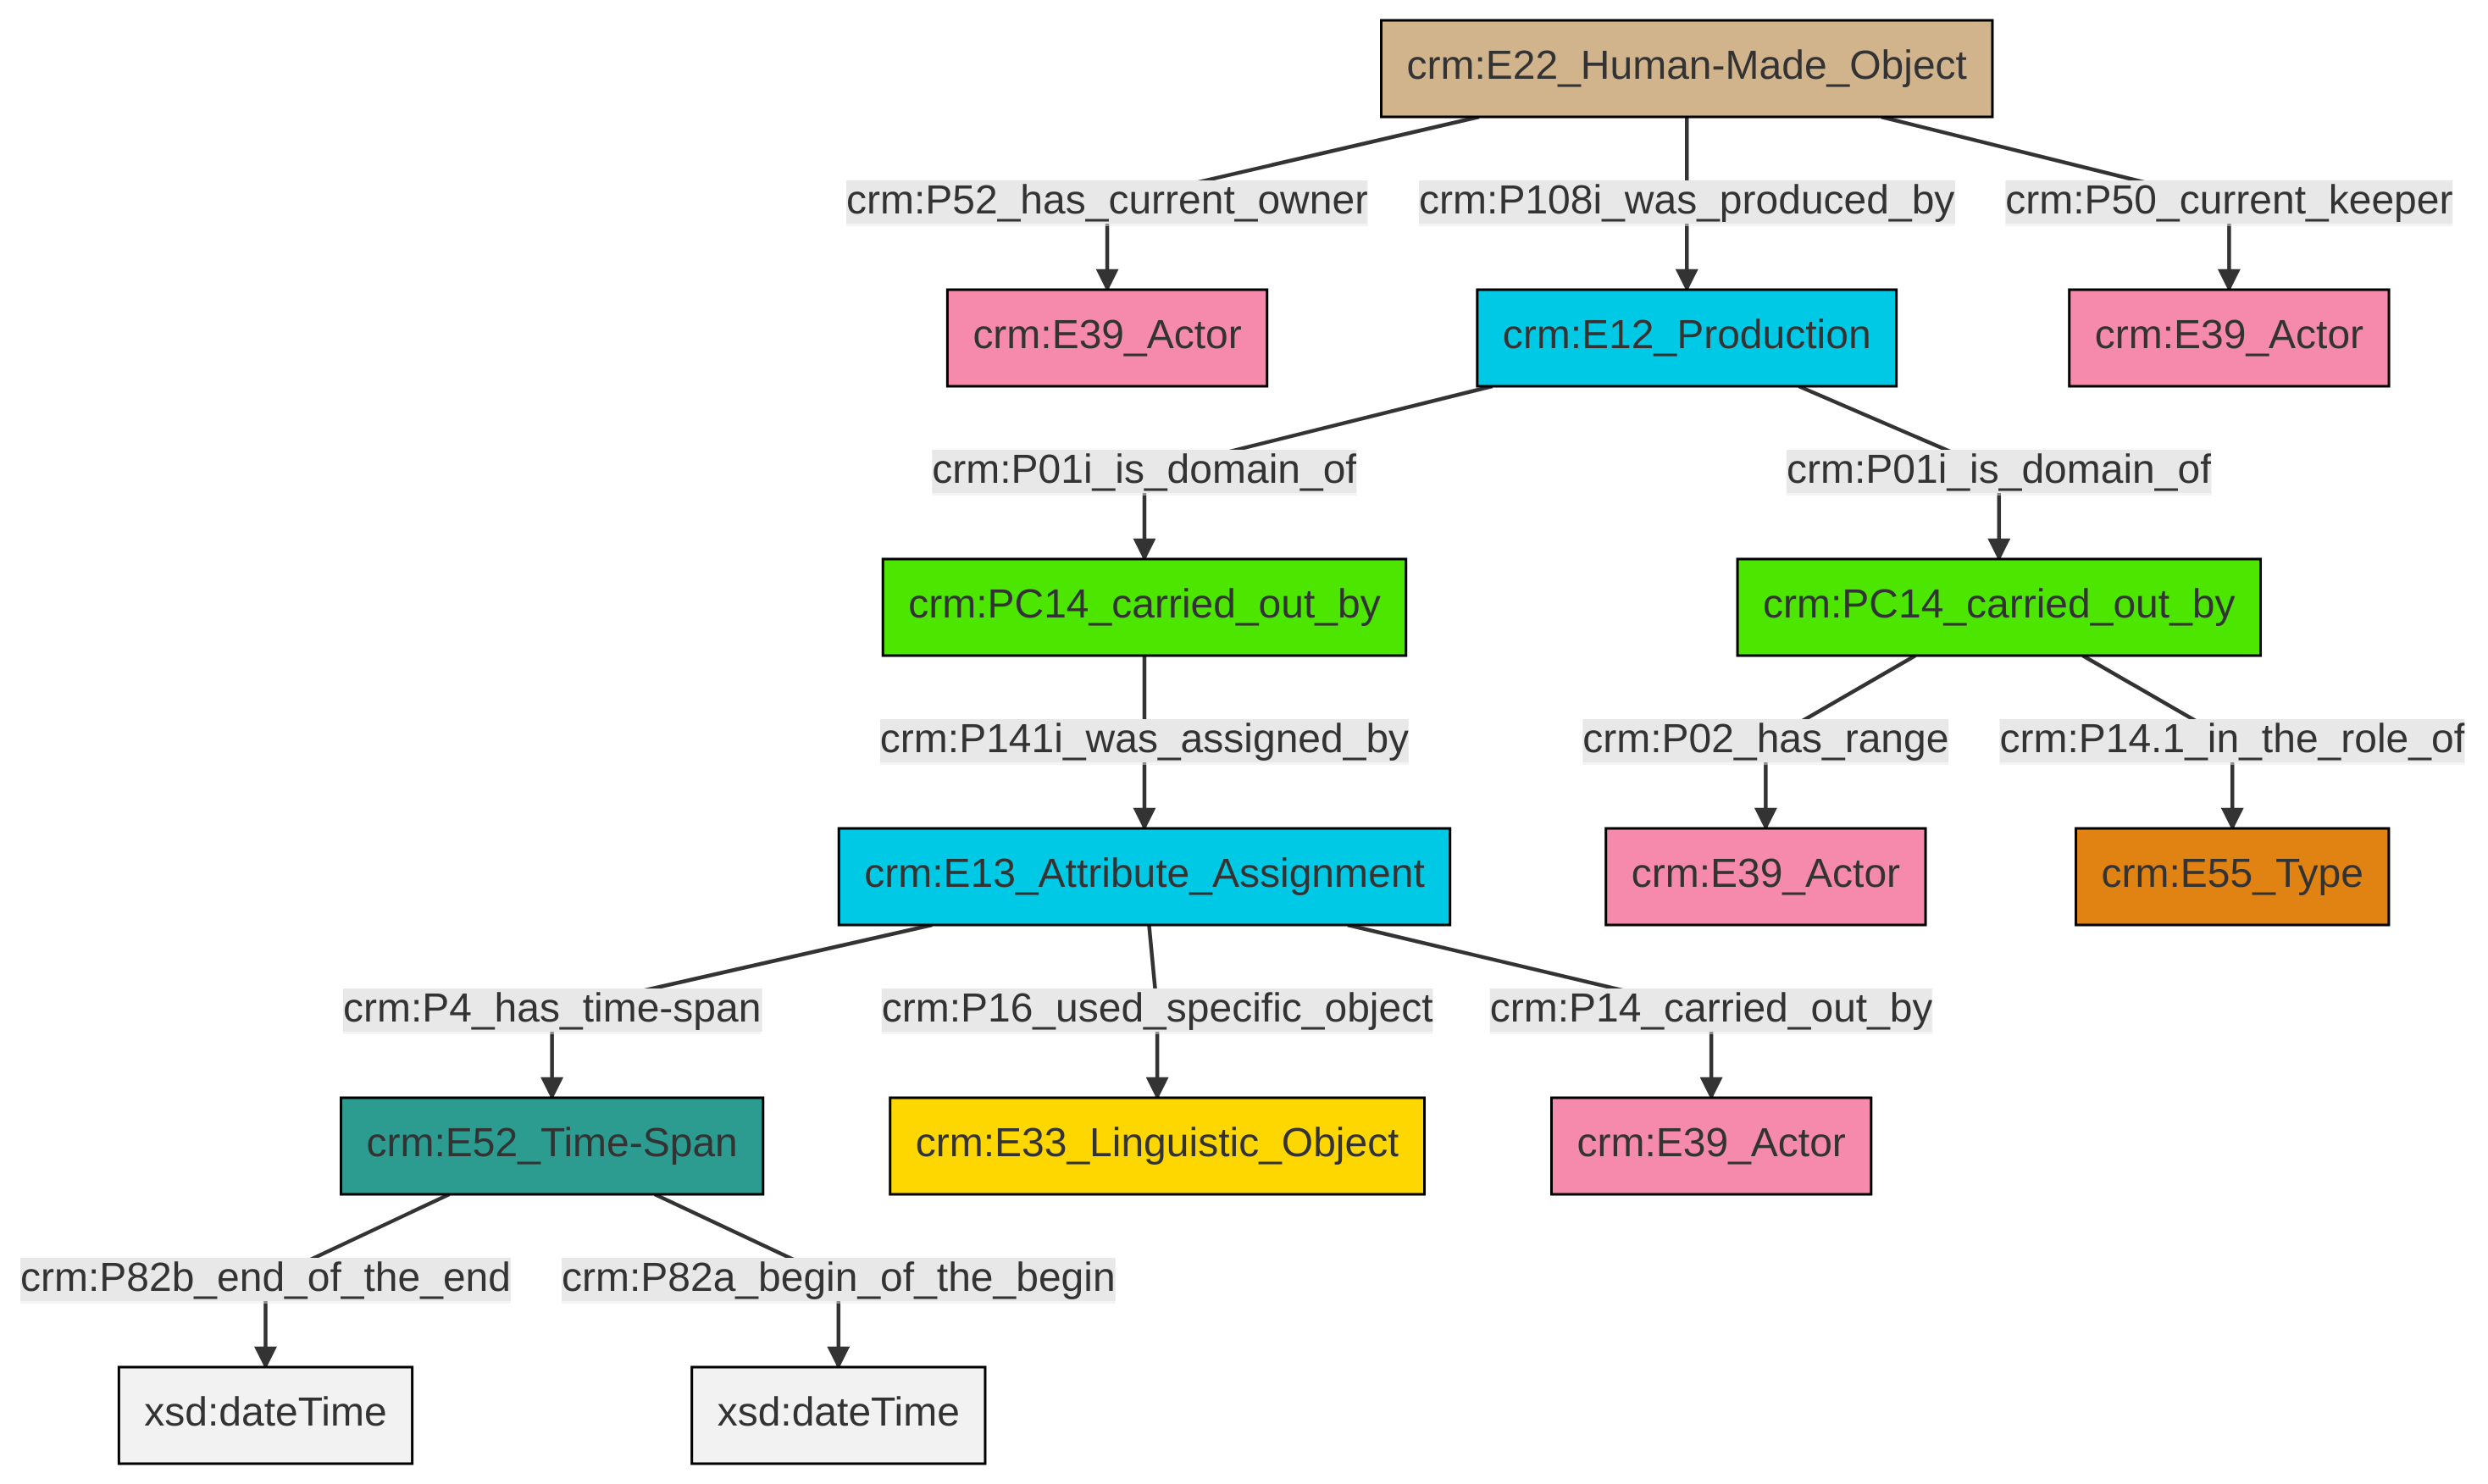 crm:E22_Human-Made_Object
crm:P52_has_current_owner
crm:P108i_was_produced_by
crm:P50_current_keeper
crm:E39_Actor
crm:E12_Production
crm:E39_Actor
crm:P01i_is_domain_of
crm:P01i_is_domain_of
crm:PC14_carried_out_by
crm:PC14_carried_out_by
crm:P141i_was_assigned_by
crm:P02_has_range
crm:P14.1_in_the_role_of
crm:E13_Attribute_Assignment
crm:E39_Actor
crm:E55_Type
crm:P4_has_time-span
crm:P16_used_specific_object
crm:P14_carried_out_by
crm:E52_Time-Span
crm:E33_Linguistic_Object
crm:E39_Actor
crm:P82b_end_of_the_end
crm:P82a_begin_of_the_begin
xsd:dateTime
xsd:dateTime